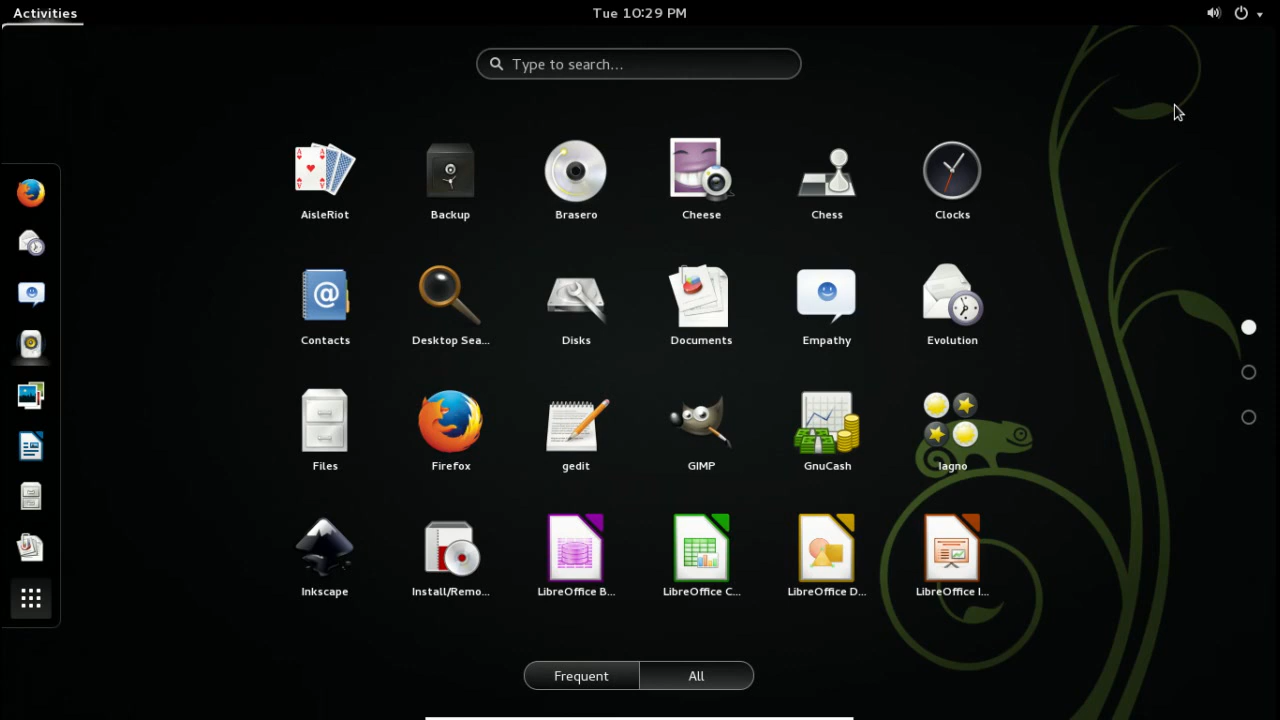 Activities
Tue 10:29 PM
Type to search...
AisleRiot
Backup
Brasero
Cheese
Chess
Clocks
Contacts
Desktop Sea...
Disks
Documents
Empathy
Evolution
Files
Firefox
gedit
GIMP
GnuCash
Iagno
Inkscape
Install/Remo...
LibreOffice B...
LibreOffice C...
LibreOffice D...
LibreOffice I...
Frequent
All